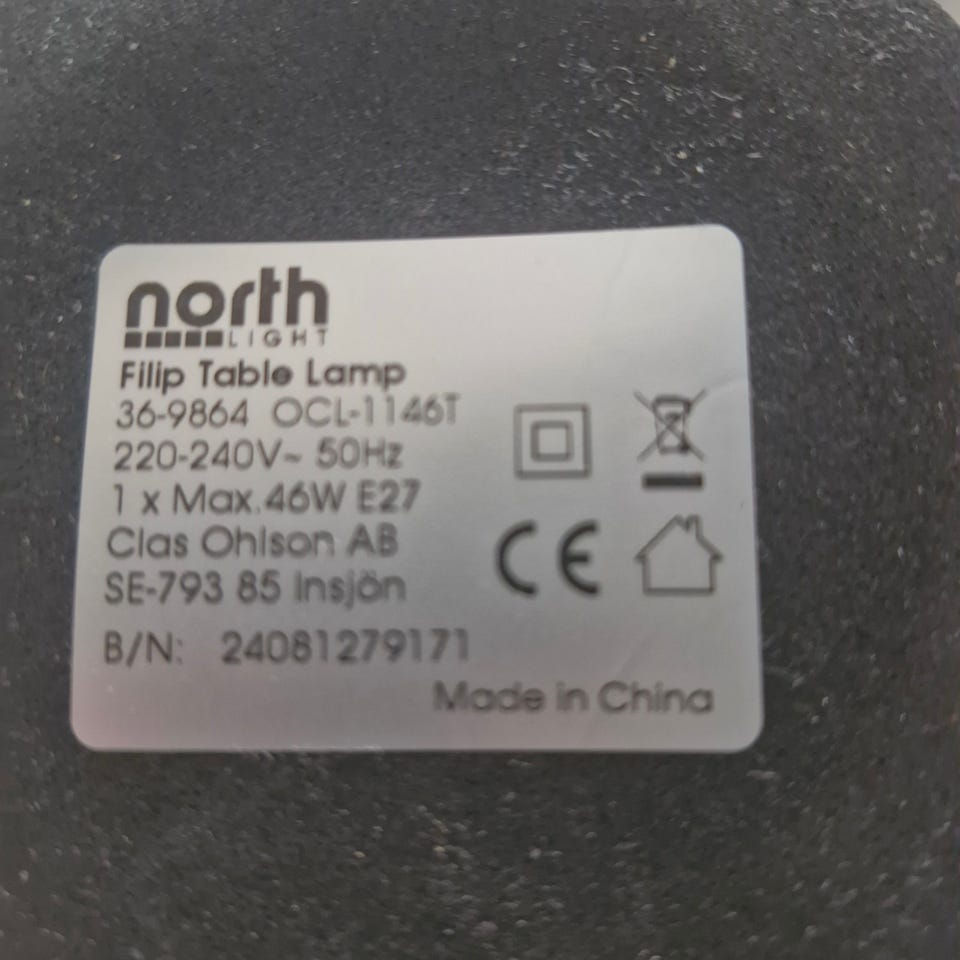 north
LIGHT
Filip Table Lamp
36-9864 OCL-1146T
220-240V~ 50Hz
1 x Max.46W E27
Clas Ohlson AB
SE-793 85 Insjön
CE
B/N: 24081279171
Made in China